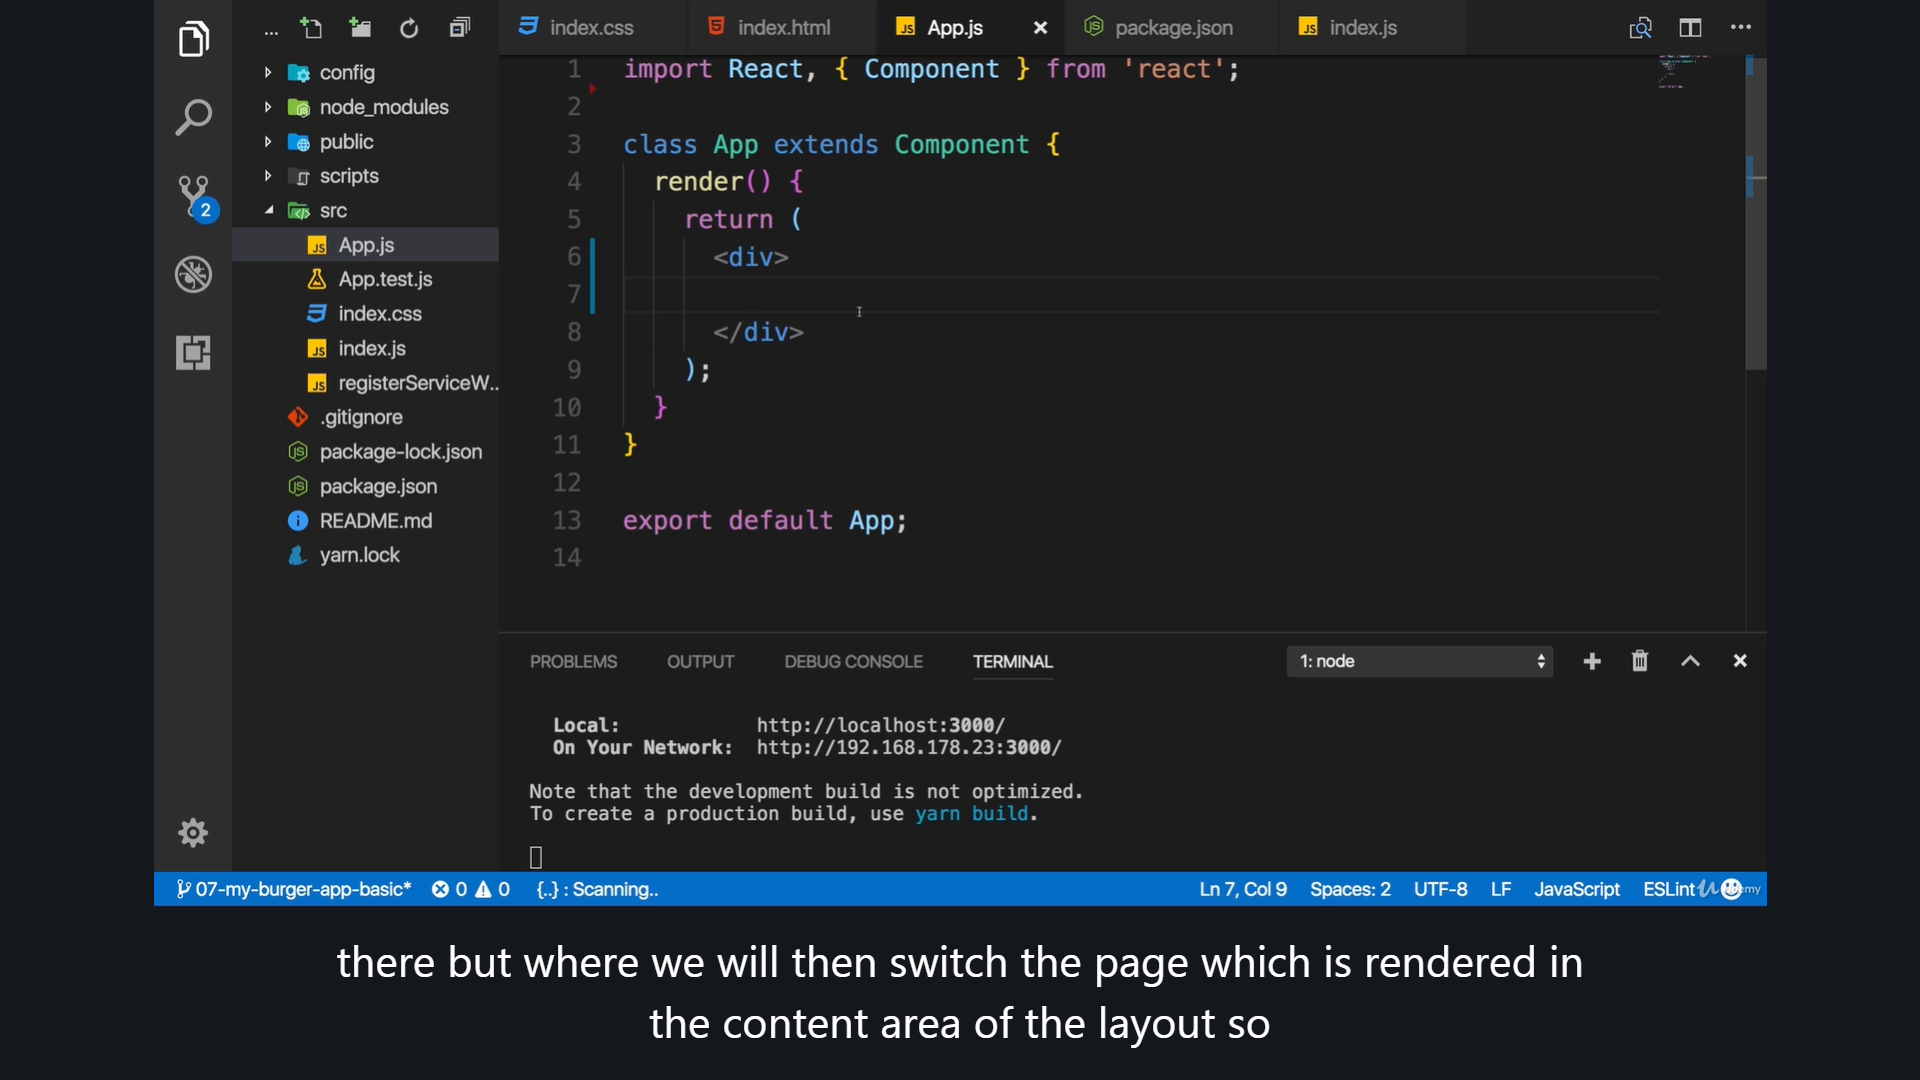 index.css
index.html
App.js
package.json
index.js
config
node_modules
public
scripts
src
App.js
App.test.js
index.css
index.js
registerServiceW...
.gitignore
package-lock.json
package.json
README.md
yarn.lock
2
1 import React, { Component } from 'react';
2
3 class App extends Component {
4 render() {
5 return (
6 <div>
7
8 </div>
9 );
10 }
11 }
12
13 export default App;
14
PROBLEMS OUTPUT DEBUG CONSOLE TERMINAL 1: node
Local: http://localhost:3000/
On Your Network: http://192.168.178.23:3000/
Note that the development build is not optimized.
To create a production build, use yarn build.
07-my-burger-app-basic* 0 0 {..} : Scanning.. Ln 7, Col 9 Spaces: 2 UTF-8 LF JavaScript ESLint
there but where we will then switch the page which is rendered in
the content area of the layout so